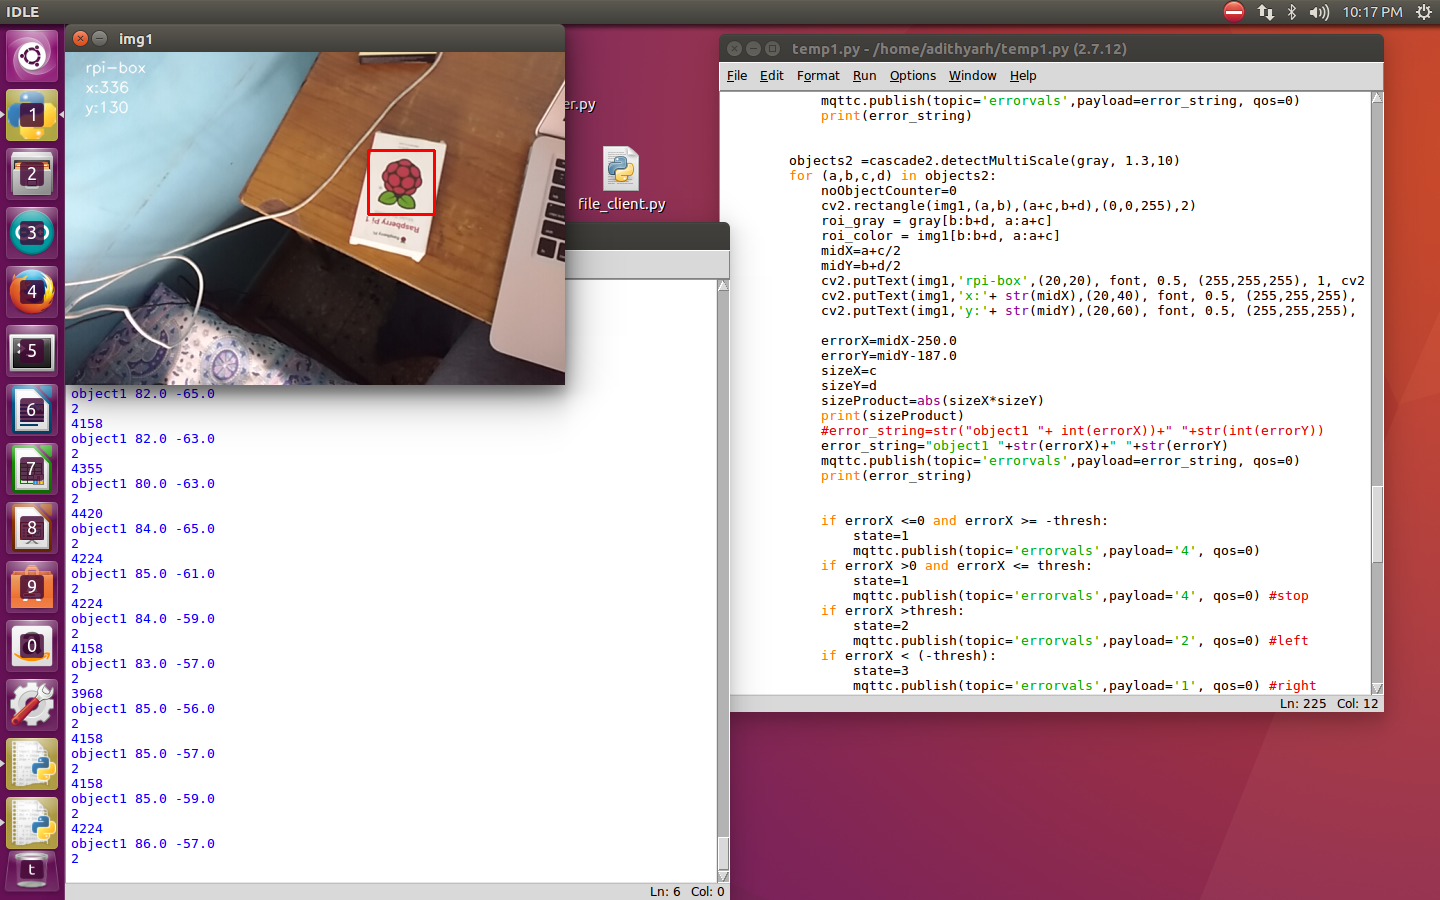 IDLE
10:17 PM
img1
rpi-box
x:336
y:130
Raspberry Pi 1
Raspberry Pi
er.py
file_client.py
1
2
3
4
5
6
7
8
9
0
t
object1 82.0 -65.0
2
4158
object1 82.0 -63.0
2
4355
object1 80.0 -63.0
2
4420
object1 84.0 -65.0
2
4224
object1 85.0 -61.0
2
4224
object1 84.0 -59.0
2
4158
object1 83.0 -57.0
2
3968
object1 85.0 -56.0
2
4158
object1 85.0 -57.0
2
4158
object1 85.0 -59.0
2
4224
object1 86.0 -57.0
2
Ln: 6 Col: 0
temp1.py - /home/adithyarh/temp1.py (2.7.12)
File Edit Format Run Options Window Help
mqttc.publish(topic='errorvals',payload=error_string, qos=0)
print(error_string)
objects2 =cascade2.detectMultiScale(gray, 1.3,10)
for (a,b,c,d) in objects2:
noObjectCounter=0
cv2.rectangle(img1,(a,b),(a+c,b+d),(0,0,255),2)
roi_gray = gray[b:b+d, a:a+c]
roi_color = img1[b:b+d, a:a+c]
midX=a+c/2
midY=b+d/2
cv2.putText(img1,'rpi-box',(20,20), font, 0.5, (255,255,255), 1, cv2
cv2.putText(img1,'x:'+ str(midX),(20,40), font, 0.5, (255,255,255),
cv2.putText(img1,'y:'+ str(midY),(20,60), font, 0.5, (255,255,255),
errorX=midX-250.0
errorY=midY-187.0
sizeX=c
sizeY=d
sizeProduct=abs(sizeX*sizeY)
print(sizeProduct)
#error_string=str("object1 "+ int(errorX))+" "+str(int(errorY))
error_string="object1 "+str(errorX)+" "+str(errorY)
mqttc.publish(topic='errorvals',payload=error_string, qos=0)
print(error_string)
if errorX <=0 and errorX >= -thresh:
state=1
mqttc.publish(topic='errorvals',payload='4', qos=0)
if errorX >0 and errorX <= thresh:
state=1
mqttc.publish(topic='errorvals',payload='4', qos=0) #stop
if errorX >thresh:
state=2
mqttc.publish(topic='errorvals',payload='2', qos=0) #left
if errorX < (-thresh):
state=3
mqttc.publish(topic='errorvals',payload='1', qos=0) #right
Ln: 225 Col: 12